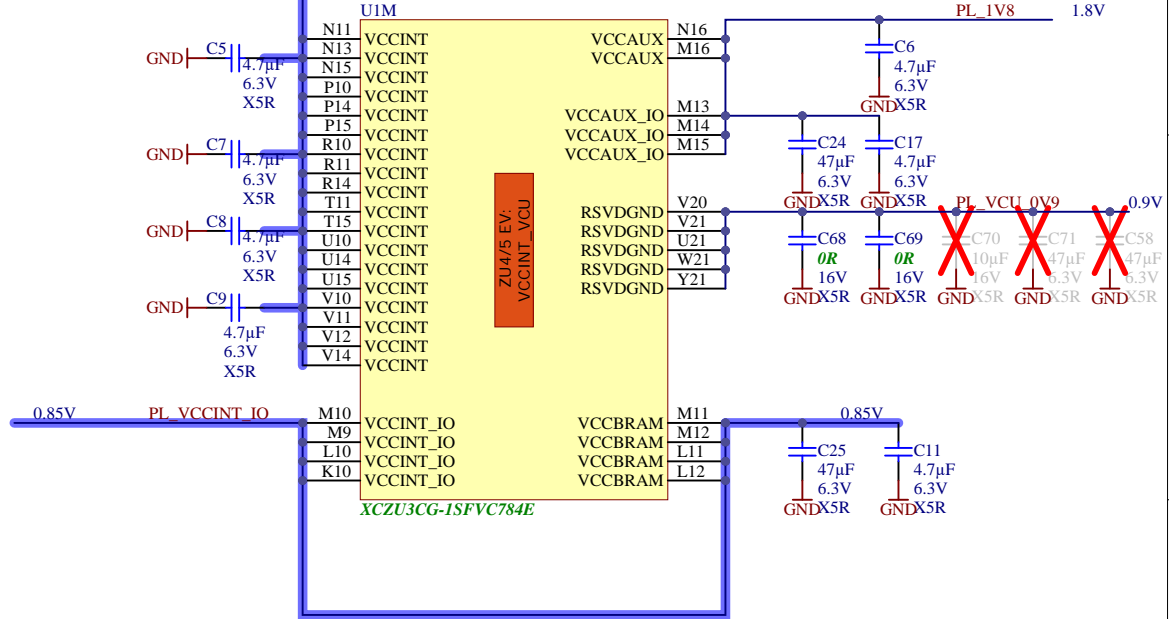 U1M
PL_1V8
1.8V
N11 VCCINT
N13 VCCINT
N15 VCCINT
P10 VCCINT
P14 VCCINT
P15 VCCINT
R10 VCCINT
R11 VCCINT
R14 VCCINT
T11 VCCINT
T15 VCCINT
U10 VCCINT
U14 VCCINT
U15 VCCINT
V10 VCCINT
V11 VCCINT
V12 VCCINT
V14 VCCINT
GND C5
4.7µF
6.3V
X5R
GND C7
4.7µF
6.3V
X5R
GND C8
4.7µF
6.3V
X5R
GND C9
4.7µF
6.3V
X5R
0.85V PL_VCCINT_IO
M10 VCCINT_IO
M9 VCCINT_IO
L10 VCCINT_IO
K10 VCCINT_IO
ZU4/5 EV:
VCCINT_VCU
VCCAUX N16
VCCAUX M16
VCCAUX_IO M13
VCCAUX_IO M14
VCCAUX_IO M15
RSVDGND V20
RSVDGND V21
RSVDGND U21
RSVDGND W21
RSVDGND Y21
VCCBRAM M11
VCCBRAM M12
VCCBRAM L11
VCCBRAM L12
C6
4.7µF
6.3V
GND X5R
C24
47µF
6.3V
GND X5R
C17
4.7µF
6.3V
GND X5R
PL_VCU_0V9
0.9V
C68
0R
16V
GND X5R
C69
0R
16V
GND X5R
C70
10µF
16V
GND X5R
C71
47µF
6.3V
GND X5R
C58
47µF
6.3V
GND X5R
0.85V
C25
47µF
6.3V
GND X5R
C11
4.7µF
6.3V
GND X5R
XCZU3CG-1SFVC784E